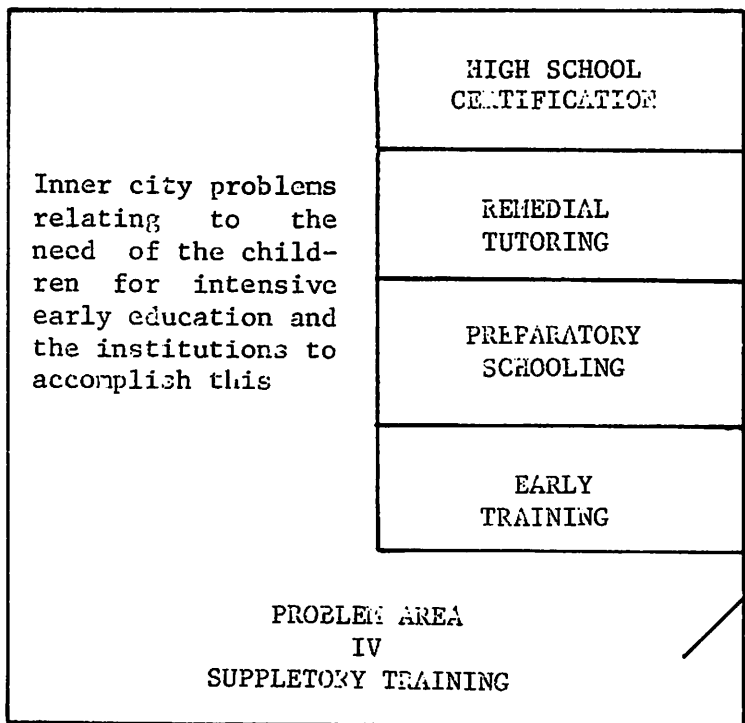 Inner city problems
relating to the
need of the child-
ren for intensive
early education and
the institutions to
accomplish this
HIGH SCHOOL
CERTIFICATION
REMEDIAL
TUTORING
PREPARATORY
SCHOOLING
EARLY
TRAINING
PROBLEM AREA
IV
SUPPLETORY TRAINING